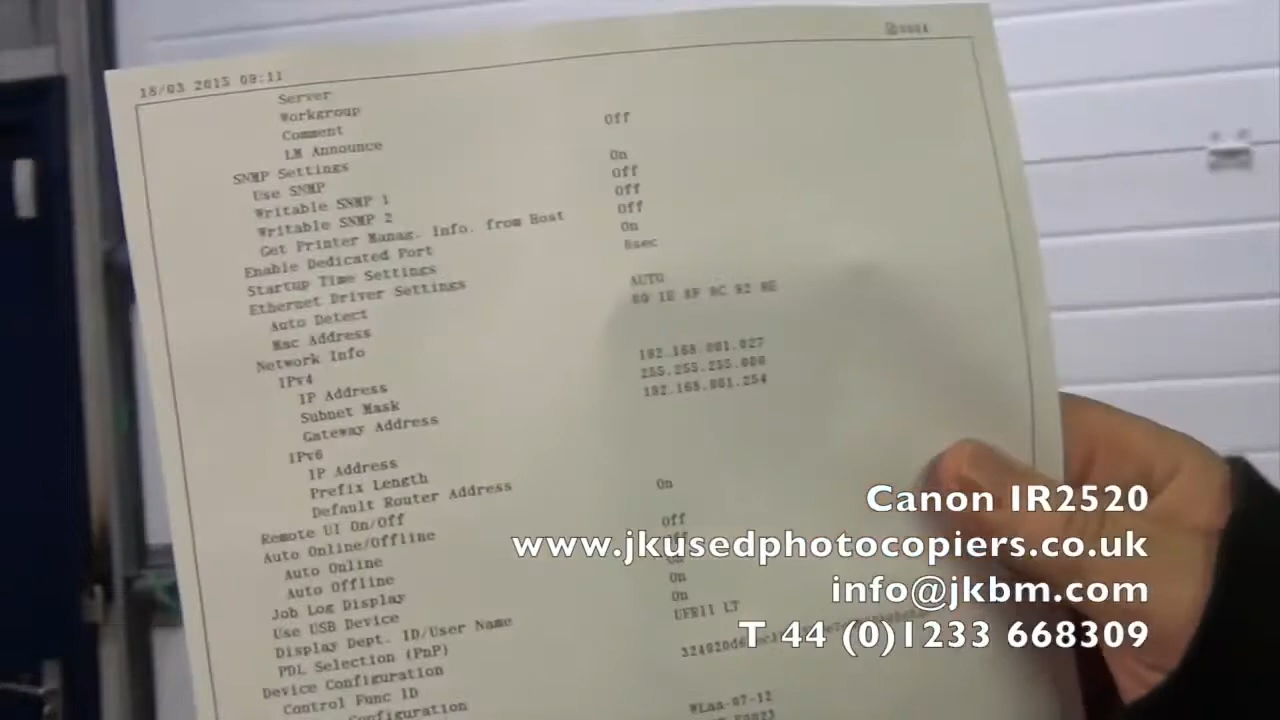 18/03 2015 09:11
Server
Workgroup
Comment
LM Announce Off
SNMP Settings
Use SNMP On
Writable SNMP 1 Off
Writable SNMP 2 Off
Get Printer Manag. Info. from Host Off
Enable Dedicated Port On
Startup Time Settings
Ethernet Driver Settings
Auto Detect AUTO
Mac Address
Network Info
IPv4
IP Address 192.168.001.027
Subnet Mask 255.255.255.000
Gateway Address 192.168.001.254
IPv6
IP Address
Prefix Length
Default Router Address
Remote UI On/Off On
Auto Online/Offline
Auto Online Off
Auto Offline
Job Log Display On
Use USB Device On
Display Dept. ID/User Name On
PDL Selection (PnP) UFRII LT
Device Configuration
Control Func ID
Configuration
Canon IR2520
www.jkusedphotocopiers.co.uk
info@jkbm.com
T 44 (0)1233 668309